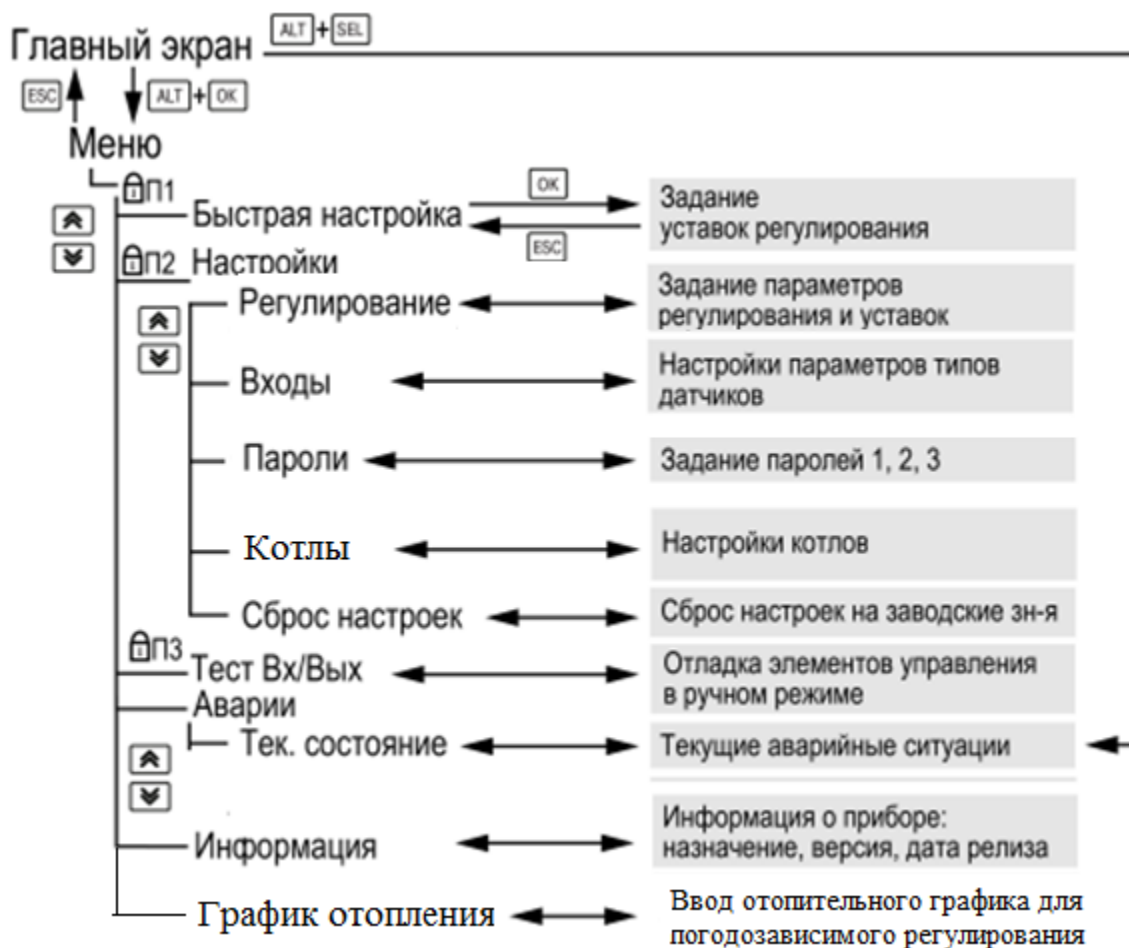 ALT + SEL
Главный экран
ESC ALT + OK
Меню
П1
Быстрая настройка
OK
ESC
Задание
уставок регулирования
П2 Настройки
Регулирование
Задание параметров
регулирования и уставок
Входы
Настройки параметров типов
датчиков
Пароли
Задание паролей 1, 2, 3
Котлы
Настройки котлов
Сброс настроек
Сброс настроек на заводские зн-я
П3
Тест Вх/Вых
Отладка элементов управления
в ручном режиме
Аварии
Тек. состояние
Текущие аварийные ситуации
Информация
Информация о приборе:
назначение, версия, дата релиза
График отопления
Ввод отопительного графика для
погодозависимого регулирования